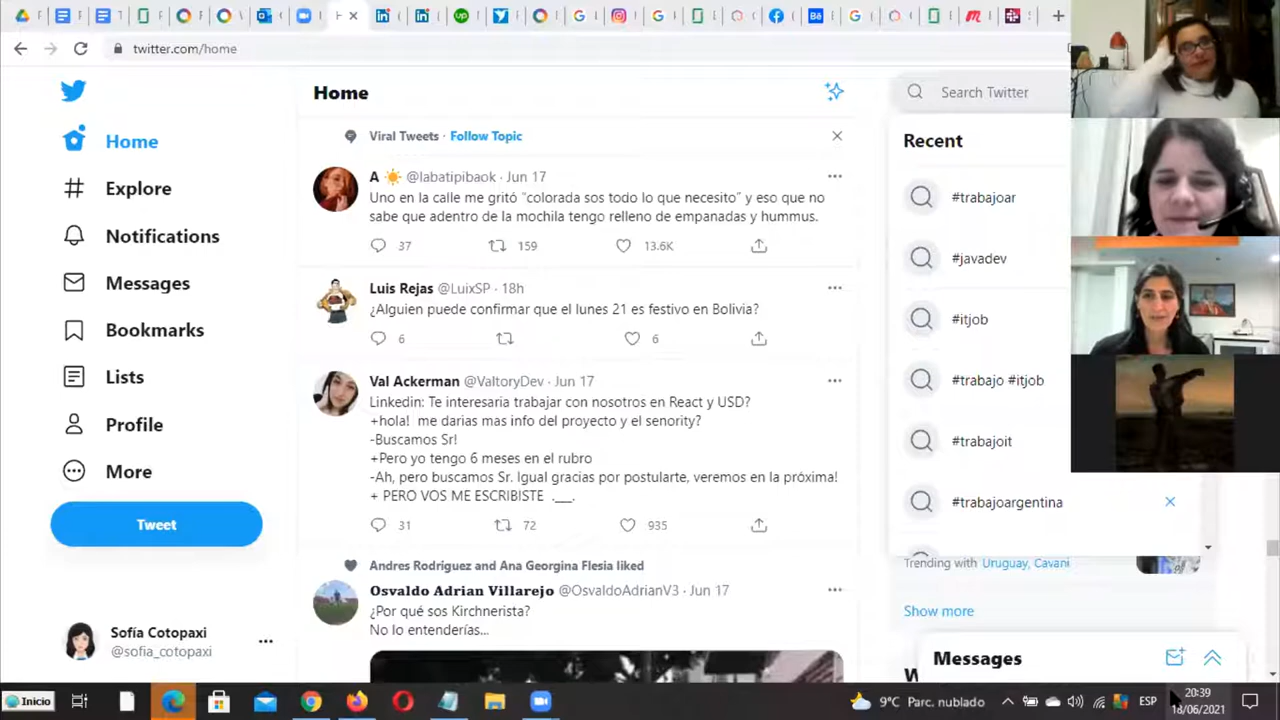 twitter.com/home
Home
Explore
Notifications
Messages
Bookmarks
Lists
Profile
More
Tweet
Sofía Cotopaxi
@sofia_cotopaxi
Home
Viral Tweets · Follow Topic
A @labatipibaok · Jun 17
Uno en la calle me gritó "colorada sos todo lo que necesito" y eso que no
sabe que adentro de la mochila tengo relleno de empanadas y hummus.
37 159 13.6K
Luis Rejas @LuixSP · 18h
¿Alguien puede confirmar que el lunes 21 es festivo en Bolivia?
6 6
Val Ackerman @ValtoryDev · Jun 17
Linkedin: Te interesaria trabajar con nosotros en React y USD?
+hola! me darias mas info del proyecto y el senority?
-Buscamos Sr!
+Pero yo tengo 6 meses en el rubro
-Ah, pero buscamos Sr. Igual gracias por postularte, veremos en la próxima!
+ PERO VOS ME ESCRIBISTE .___.
31 72 935
Andres Rodriguez and Ana Georgina Flesia liked
Osvaldo Adrian Villarejo @OsvaldoAdrianV3 · Jun 17
¿Por qué sos Kirchnerista?
No lo entenderías...
Search Twitter
Recent
#trabajoar
#javadev
#itjob
#trabajo #itjob
#trabajoit
#trabajoargentina
Trending with Uruguay, Cavani
Show more
Messages
Inicio
9°C Parc. nublado
ESP
20:39
18/06/2021